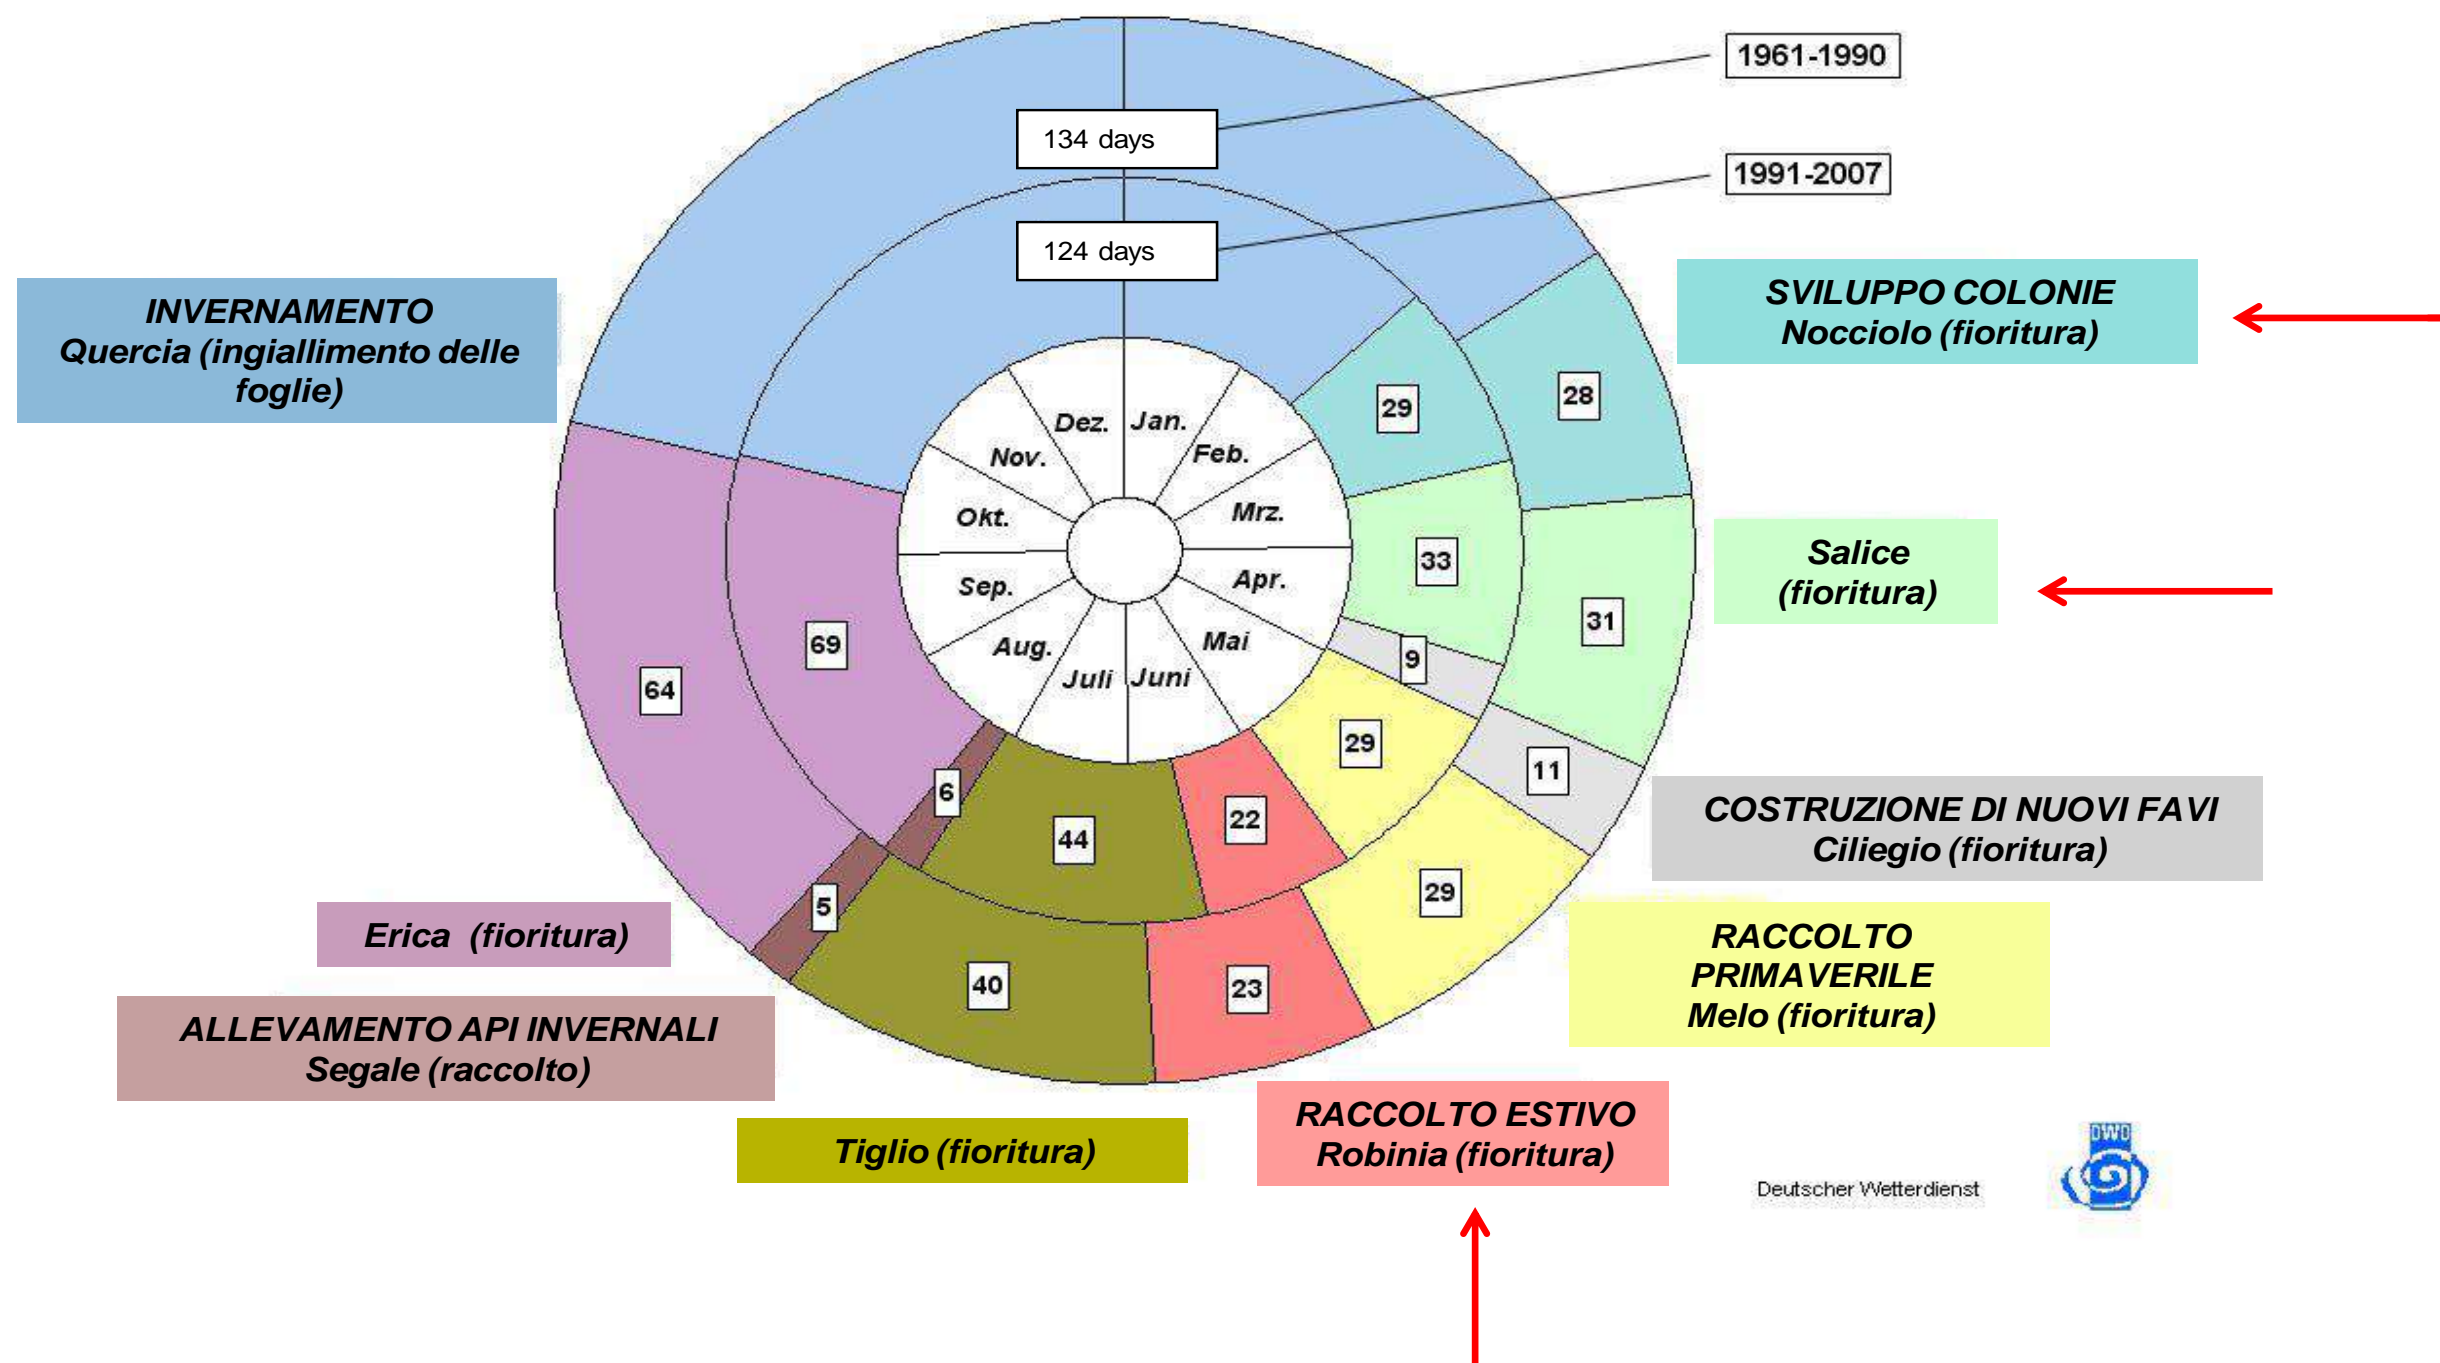 1961-1990
134 days
1991-2007
124 days
INVERNAMENTO
Quercia (ingiallimento delle
foglie)
SVILUPPO COLONIE
Nocciolo (fioritura)
29
28
Dez.
Jan.
Nov.
Feb.
Okt.
Mrz.
Sep.
Apr.
Aug.
Mai
Juli
Juni
Salice
(fioritura)
33
31
69
64
9
29
11
COSTRUZIONE DI NUOVI FAVI
Ciliegio (fioritura)
6
44
22
5
29
40
23
Erica (fioritura)
RACCOLTO
PRIMAVERILE
Melo (fioritura)
ALLEVAMENTO API INVERNALI
Segale (raccolto)
Tiglio (fioritura)
RACCOLTO ESTIVO
Robinia (fioritura)
DWD
Deutscher Wetterdienst